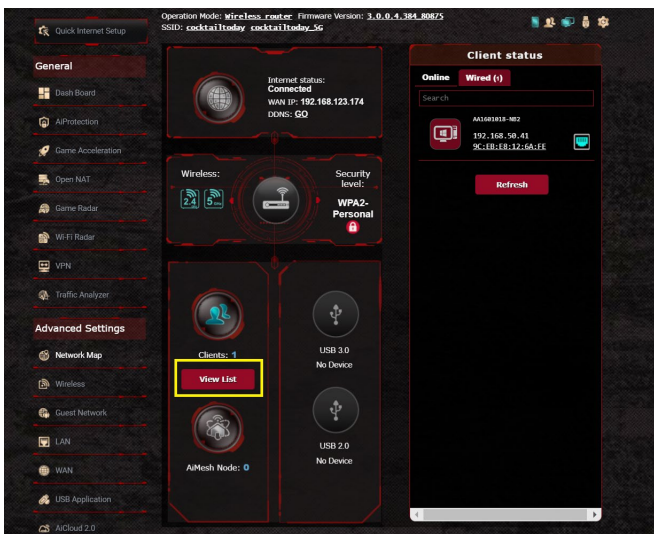 Operation Mode: Wireless router Firmware Version: 3.0.0.4.384_80875
SSID: cocktailtoday cocktailtoday_5G
Quick Internet Setup
General
Dash Board
AiProtection
Game Acceleration
Open NAT
Game Radar
Wi-Fi Radar
VPN
Traffic Analyzer
Advanced Settings
Network Map
Wireless
Guest Network
LAN
WAN
USB Application
AiCloud 2.0
Internet status:
Connected
WAN IP: 192.168.123.174
DDNS: GO
Wireless:
2.4
5
Security
level:
WPA2-
Personal
Clients: 1
View List
AiMesh Node: 0
USB 3.0
No Device
USB 2.0
No Device
Client status
Online Wired (1)
Search
AA1601018-NB2
192.168.50.41
9C:EB:E8:12:6A:EE
Refresh